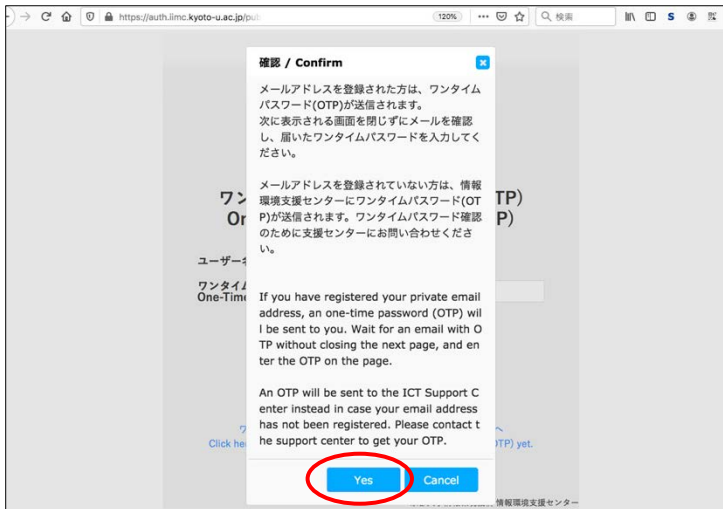 https://auth.iimc.kyoto-u.ac.jp/pu
120%
検索
確認 / Confirm
メールアドレスを登録された方は、ワンタイム
パスワード(OTP)が送信されます。
次に表示される画面を閉じずにメールを確認
し、届いたワンタイムパスワードを入力してく
ださい。
メールアドレスを登録されていない方は、情報
環境支援センターにワンタイムパスワード(OT
P)が送信されます。ワンタイムパスワード確認
のために支援センターにお問い合わせくださ
い。
ワン TP)
On P)
ユーザー名
ワンタイム
One-Time
If you have registered your private email
address, an one-time password (OTP) wil
l be sent to you. Wait for an email with O
TP without closing the next page, and en
ter the OTP on the page.
An OTP will be sent to the ICT Support C
enter instead in case your email address
has not been registered. Please contact t
he support center to get your OTP.
ワ へ
Click he OTP) yet.
Yes Cancel
情報環境支援センター